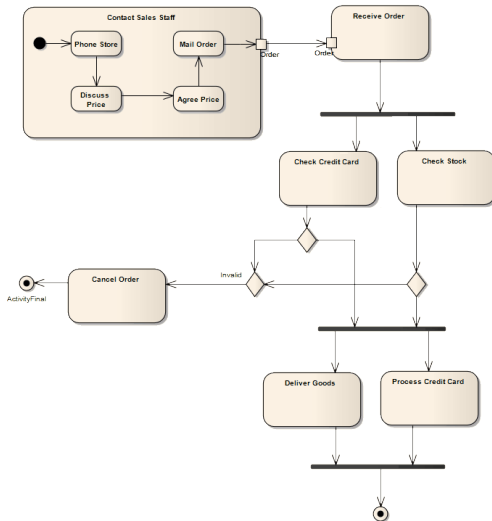 Contact Sales Staff
Phone Store
Mail Order
Order
Order
Receive Order
Discuss
Price
Agree Price
Check Credit Card
Check Stock
Invalid
Cancel Order
ActivityFinal
Deliver Goods
Process Credit Card